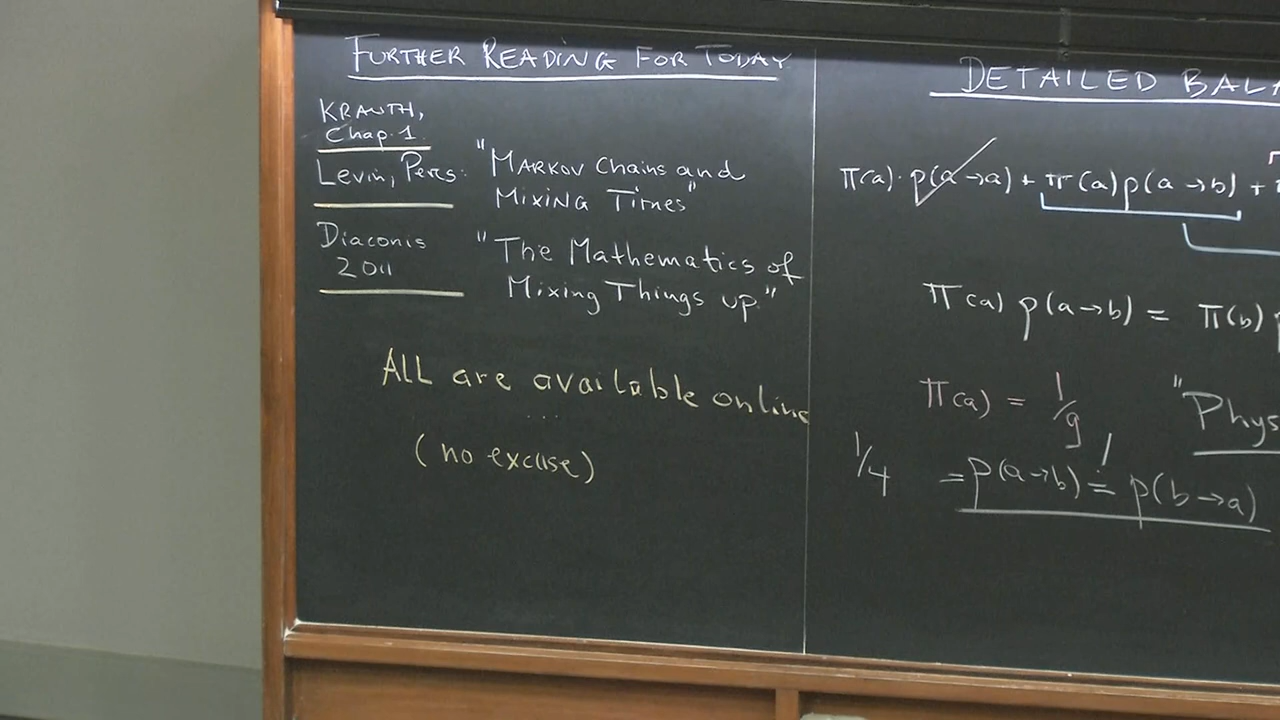 FURTHER READING FOR TODAY
KRAUTH,
Chap. 1
Levin, Peres: "MARKOV Chains and
MIXING TIMES"
Diaconis "The Mathematics of
2011 Mixing Things up."
ALL are available online
...
(no excuse)
DETAILED BALA
π(a) · p(a→a) + π(a) p(a→b) +
π(a) p(a→b) = π(b)
π(a) = 1/g "Phys
1/4 = p(a→b) = p(b→a)